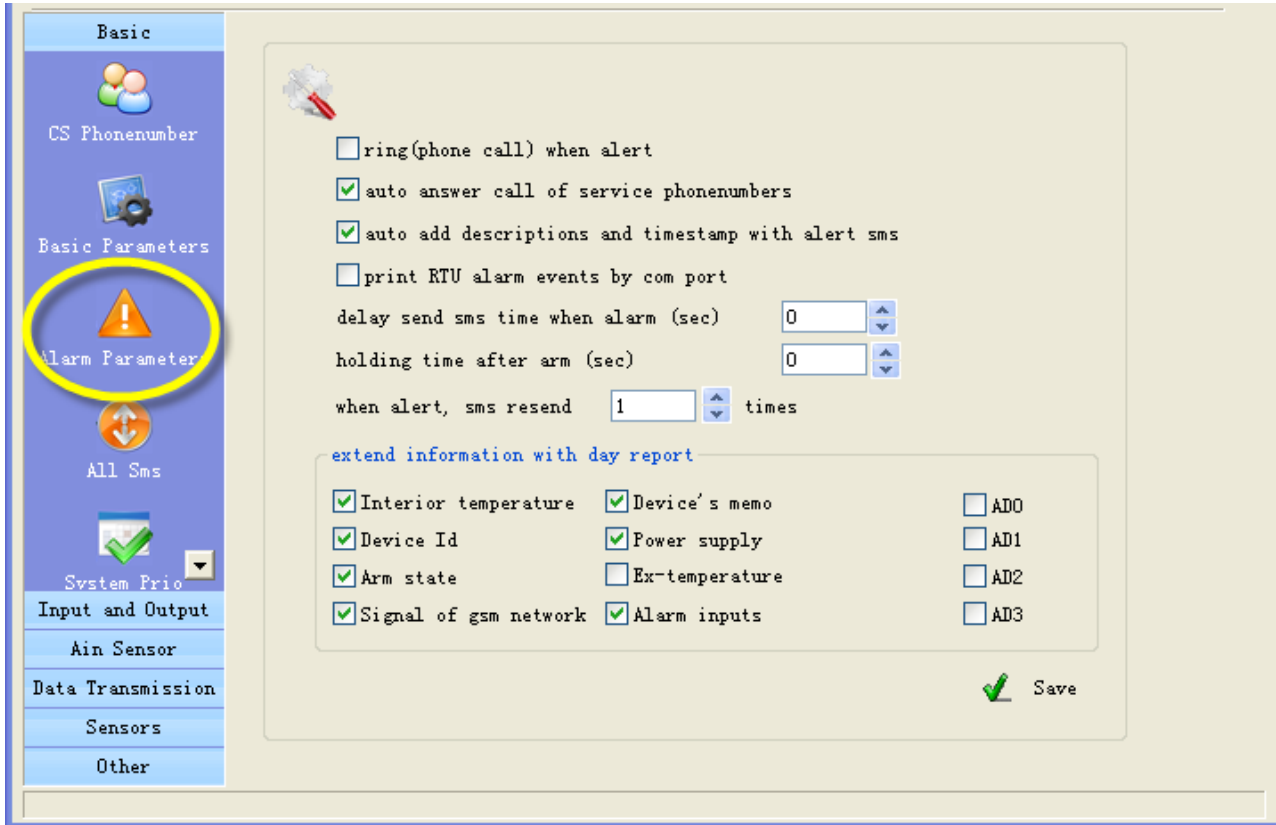 Basic
CS Phonenumber
Basic Parameters
Alarm Parameters
All Sms
System Prio
Input and Output
Ain Sensor
Data Transmission
Sensors
Other
ring(phone call) when alert
auto answer call of service phonenumbers
auto add descriptions and timestamp with alert sms
print RTU alarm events by com port
delay send sms time when alarm (sec) 0
holding time after arm (sec) 0
when alert, sms resend 1 times
extend information with day report
Interior temperature Device's memo AD0
Device Id Power supply AD1
Arm state Ex-temperature AD2
Signal of gsm network Alarm inputs AD3
Save